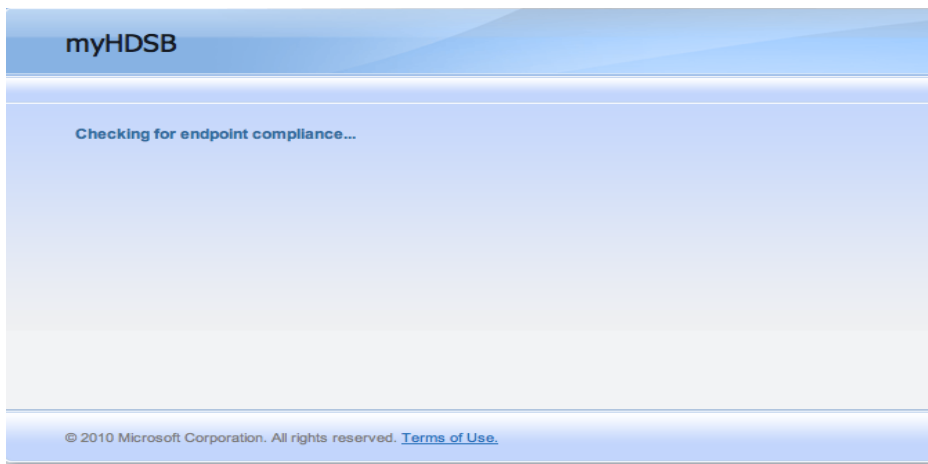 myHDSB
Checking for endpoint compliance...
© 2010 Microsoft Corporation. All rights reserved. Terms of Use.